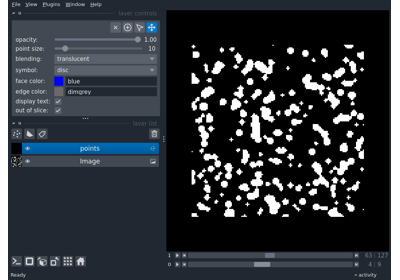 File View Plugins Window Help
layer controls
opacity: 1.00
point size: 10
blending: translucent
symbol: disc
face color: blue
edge color: dimgrey
display text:
out of slice:
layer list
points
Image
1 63 / 127
0 4 / 9
Ready activity